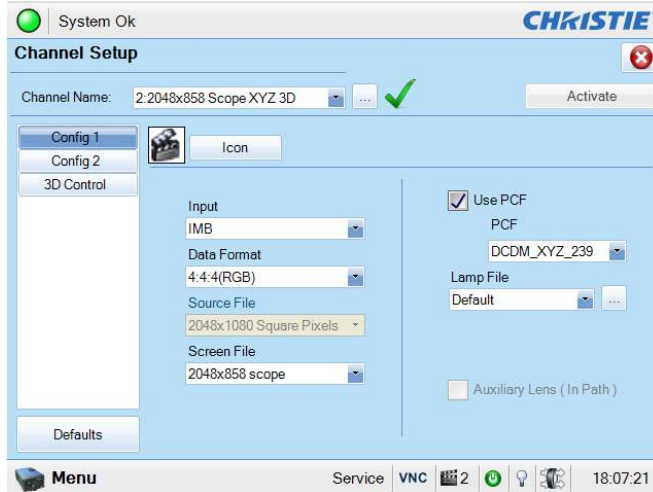 System Ok
CHRISTIE
Channel Setup
Channel Name: 2:2048x858 Scope XYZ 3D ... Activate
Config 1
Config 2
3D Control
Icon
Input
IMB
Data Format
4:4:4(RGB)
Source File
2048x1080 Square Pixels
Screen File
2048x858 scope
Use PCF
PCF
DCDM_XYZ_239
Lamp File
Default ...
Auxiliary Lens ( In Path )
Defaults
Menu Service VNC 2 18:07:21